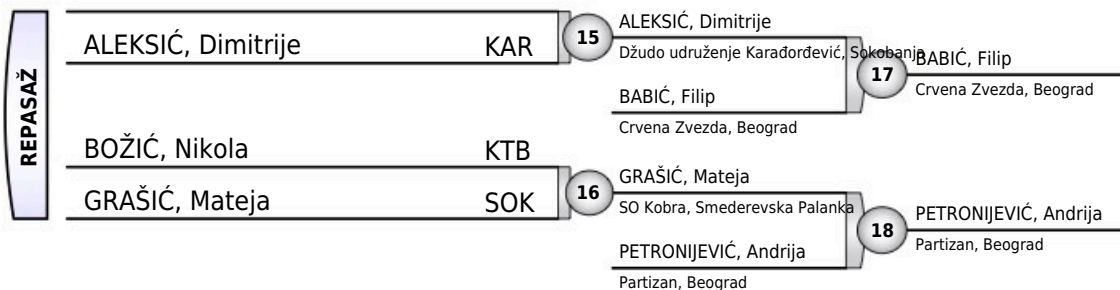 REPASAŽ
ALEKSIĆ, Dimitrije KAR
BOŽIĆ, Nikola KTB
GRAŠIĆ, Mateja SOK
15
ALEKSIĆ, Dimitrije
Džudo udruženje Karađorđević, Sokobanja
BABIĆ, Filip
Crvena Zvezda, Beograd
16
GRAŠIĆ, Mateja
SO Kobra, Smederevska Palanka
PETRONIJEVIĆ, Andrija
Partizan, Beograd
17
BABIĆ, Filip
Crvena Zvezda, Beograd
18
PETRONIJEVIĆ, Andrija
Partizan, Beograd